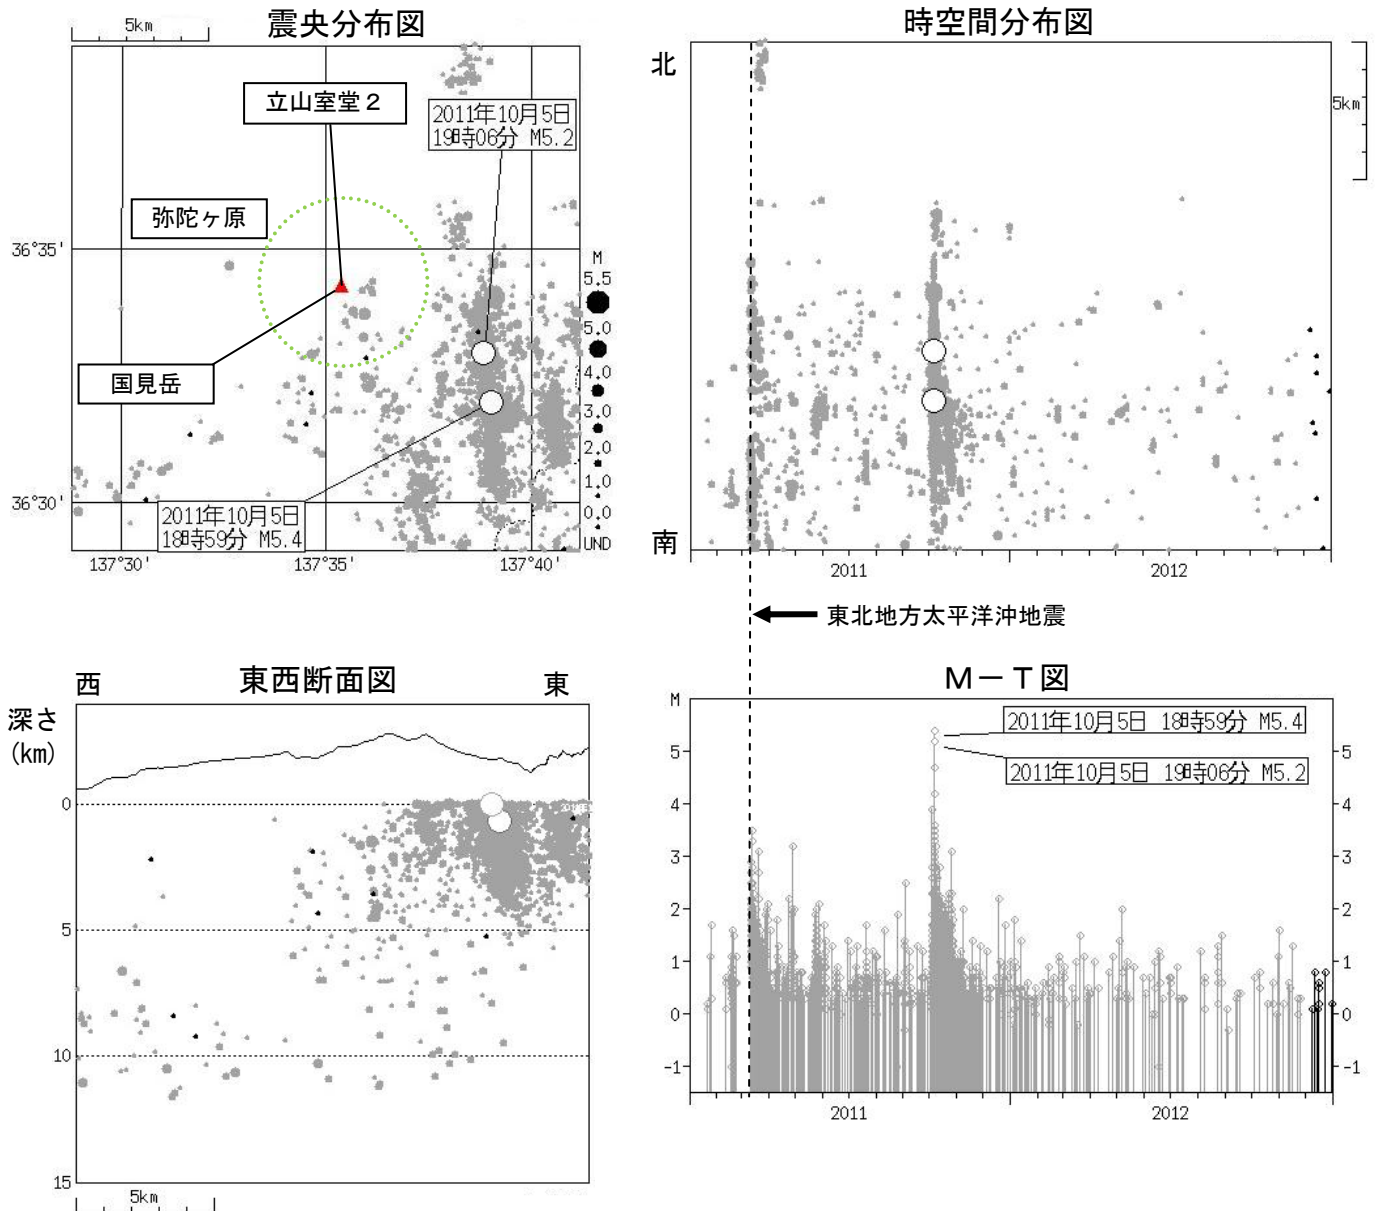 震央分布図
5km
立山室堂２
2011年10月5日
19時06分 M5.2
弥陀ヶ原
36°35'
国見岳
M
5.5
5.0
4.0
3.0
2.0
1.0
0.0
UND
36°30'
2011年10月5日
18時59分 M5.4
137°30'
137°35'
137°40'
時空間分布図
北
南
5km
2011
2012
東北地方太平洋沖地震
東西断面図
西
東
深さ
(km)
0
5
10
15
5km
Ｍ－Ｔ図
M
2011年10月5日 18時59分 M5.4
2011年10月5日 19時06分 M5.2
5
4
3
2
1
0
-1
5
4
3
2
1
0
-1
2011
2012